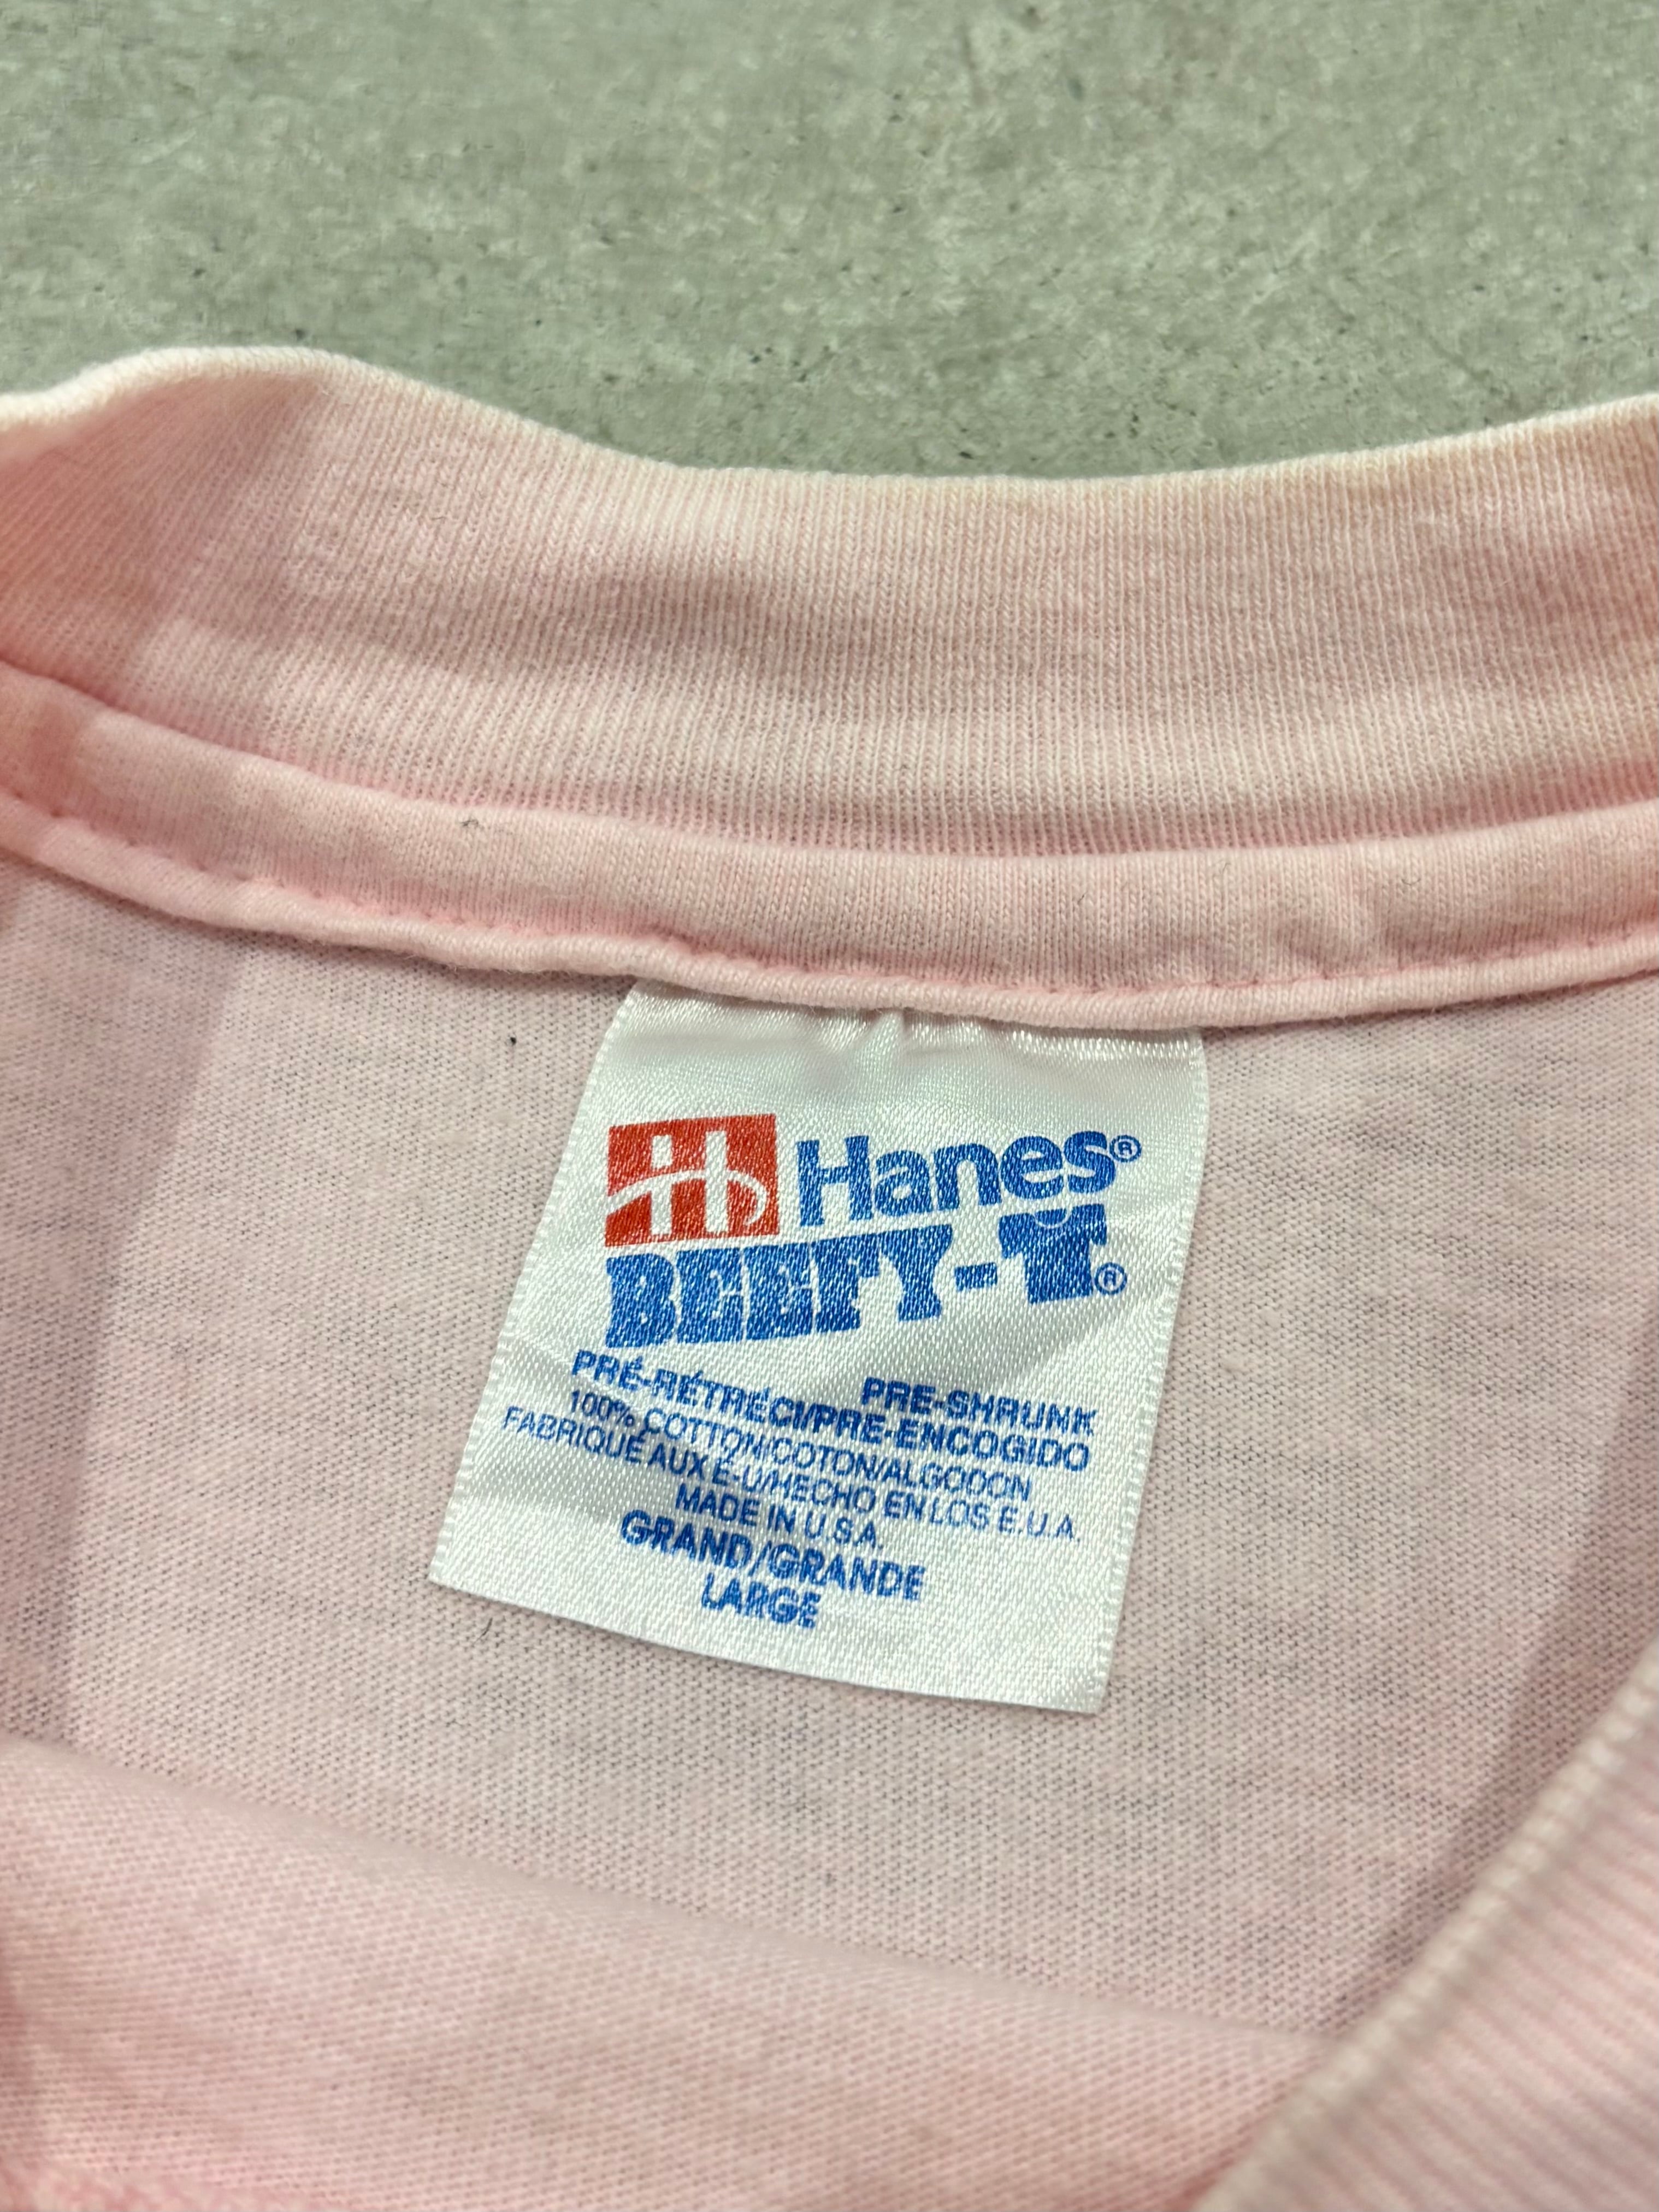 Hanes®
BEEFY-T®
PRE-SHRUNK
PRÉ-RÉTRÉCI/PRE-ENCOGIDO
100% COTTON/COTON/ALGODON
FABRIQUÉ AUX É-U/HECHO EN LOS E.U.A.
MADE IN U.S.A.
GRAND/GRANDE
LARGE